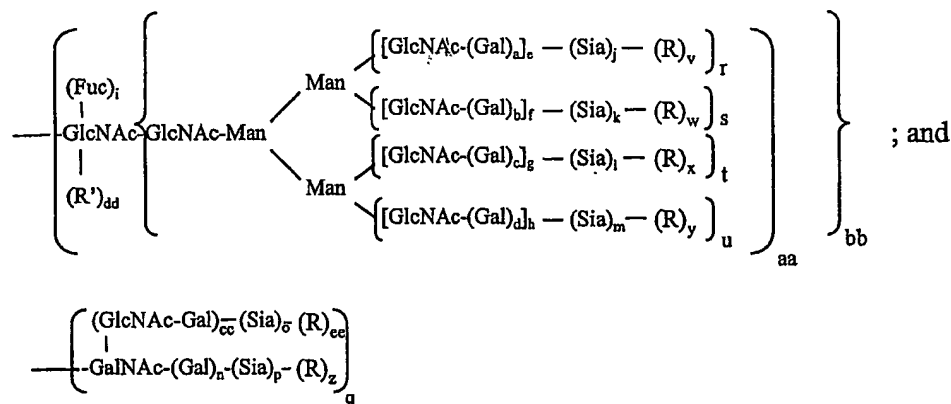 [GlcNAc-(Gal)a]e — (Sia)j — (R)v r
(Fuc)i
Man
[GlcNAc-(Gal)b]f — (Sia)k — (R)w s
GlcNAc-GlcNAc-Man
; and
[GlcNAc-(Gal)c]g — (Sia)l — (R)x t
Man
(R')dd
[GlcNAc-(Gal)d]h — (Sia)m — (R)y u
aa
bb
(GlcNAc-Gal)cc-(Sia)o-(R)ee
GalNAc-(Gal)n-(Sia)p-(R)z
q